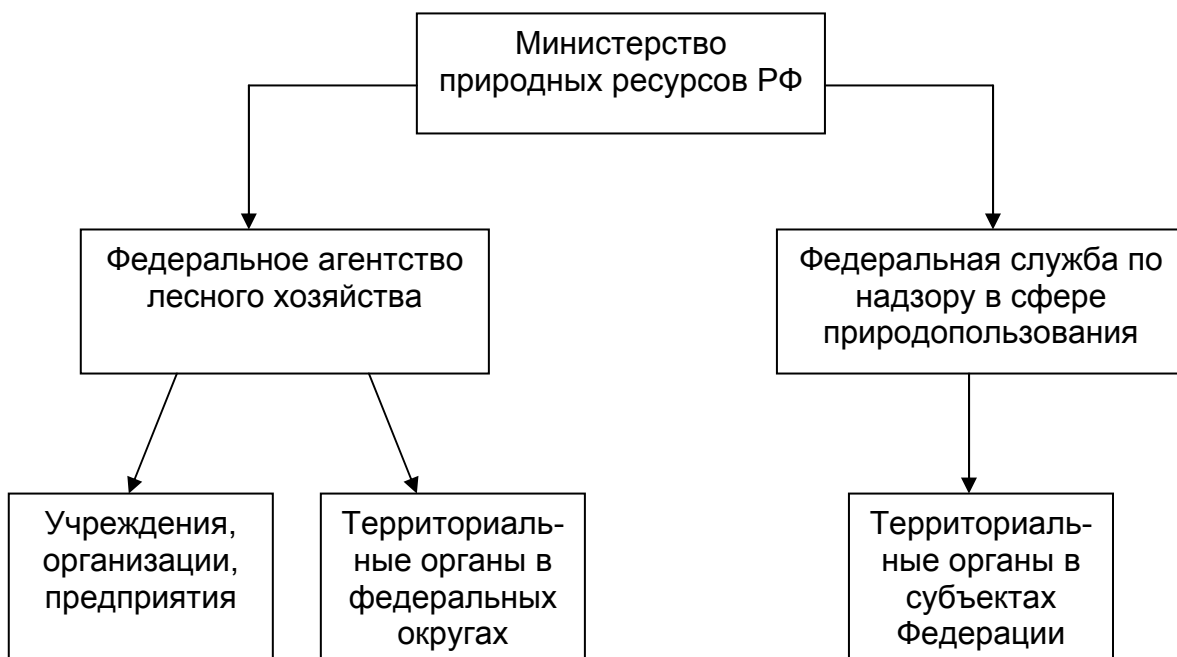 Министерство
природных ресурсов РФ
Федеральное агентство
лесного хозяйства
Федеральная служба по
надзору в сфере
природопользования
Учреждения,
организации,
предприятия
Территориаль-
ные органы в
федеральных
округах
Территориаль-
ные органы в
субъектах
Федерации